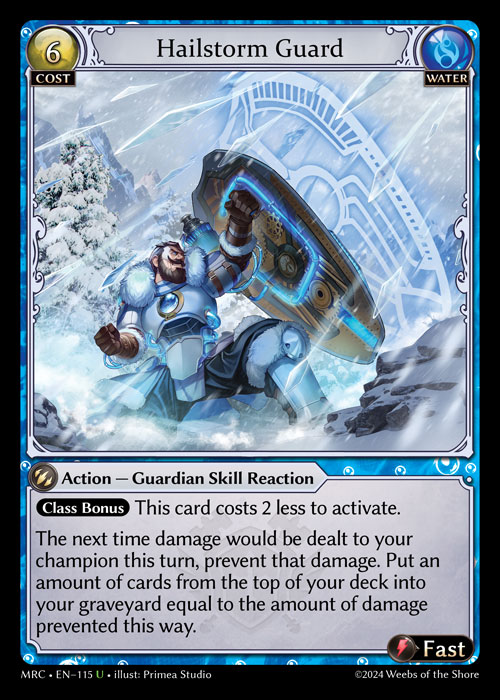 6
Hailstorm Guard
COST
WATER
Action — Guardian Skill Reaction
Class Bonus This card costs 2 less to activate.
The next time damage would be dealt to your
champion this turn, prevent that damage. Put an
amount of cards from the top of your deck into
your graveyard equal to the amount of damage
prevented this way.
Fast
MRC • EN–115 U • illust: Primea Studio
©2024 Weebs of the Shore